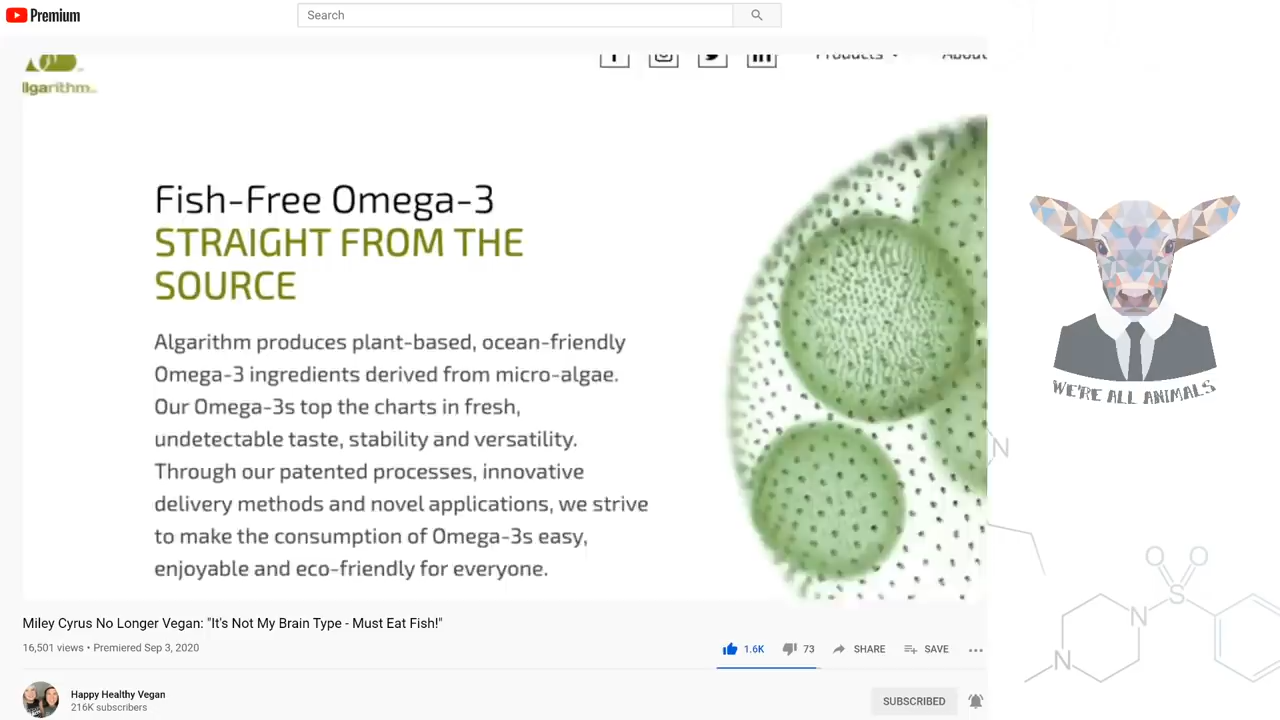 Premium
Search
Products
About
lgarithm
Fish-Free Omega-3
STRAIGHT FROM THE
SOURCE
Algarithm produces plant-based, ocean-friendly
Omega-3 ingredients derived from micro-algae.
Our Omega-3s top the charts in fresh,
undetectable taste, stability and versatility.
Through our patented processes, innovative
delivery methods and novel applications, we strive
to make the consumption of Omega-3s easy,
enjoyable and eco-friendly for everyone.
WE'RE ALL ANIMALS
N
O O
S
N
N
Miley Cyrus No Longer Vegan: "It's Not My Brain Type - Must Eat Fish!"
16,501 views • Premiered Sep 3, 2020
1.6K 73 SHARE SAVE
Happy Healthy Vegan
216K subscribers
SUBSCRIBED